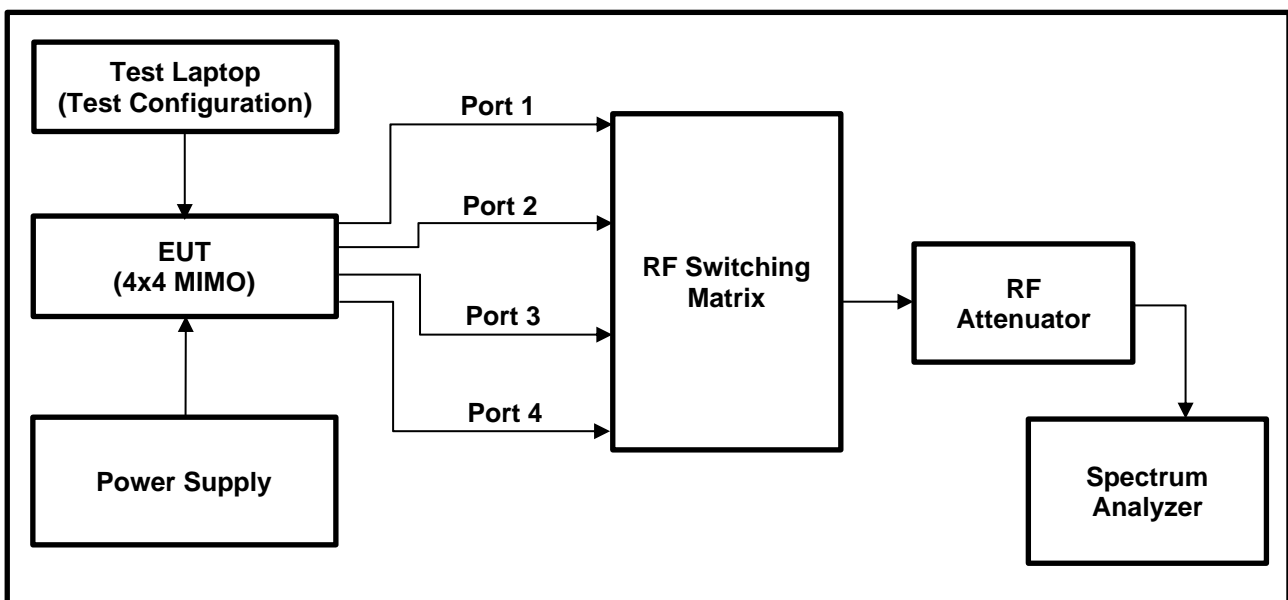 Test Laptop
(Test Configuration)
Port 1
Port 2
EUT
(4x4 MIMO)
RF Switching
Matrix
RF
Attenuator
Port 3
Port 4
Power Supply
Spectrum
Analyzer